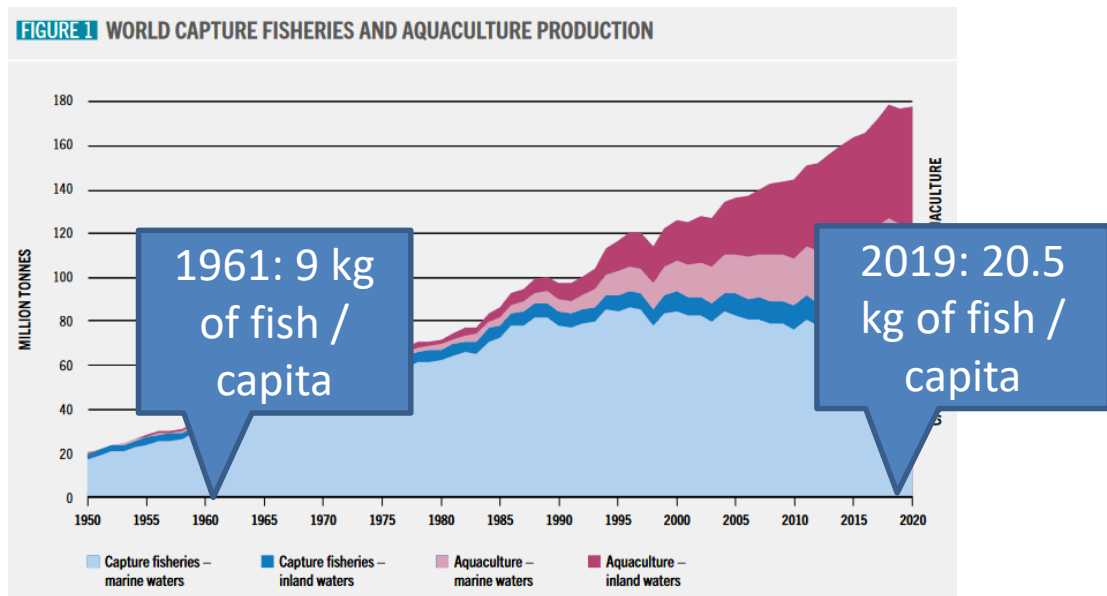 FIGURE 1 WORLD CAPTURE FISHERIES AND AQUACULTURE PRODUCTION
180
160
140
120
100
80
60
40
20
0
MILLION TONNES
1961: 9 kg
of fish /
capita
2019: 20.5
kg of fish /
capita
1950 1955 1960 1965 1970 1975 1980 1985 1990 1995 2000 2005 2010 2015 2020
Capture fisheries –
marine waters
Capture fisheries –
inland waters
Aquaculture –
marine waters
Aquaculture –
inland waters